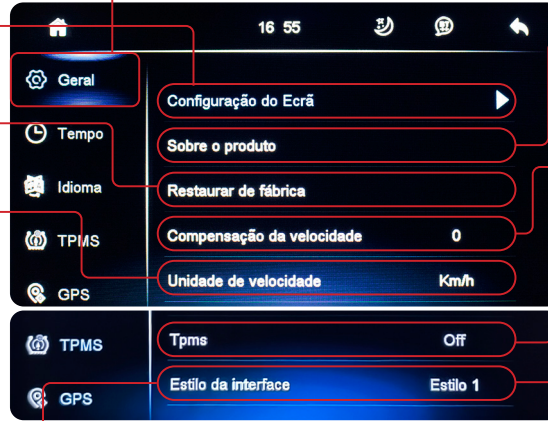 16 55
Geral
Configuração do Ecrã
Tempo
Sobre o produto
Idioma
Restaurar de fábrica
TPMS
Compensação da velocidade 0
GPS
Unidade de velocidade Km/h
TPMS
Tpms Off
GPS
Estilo da interface Estilo 1